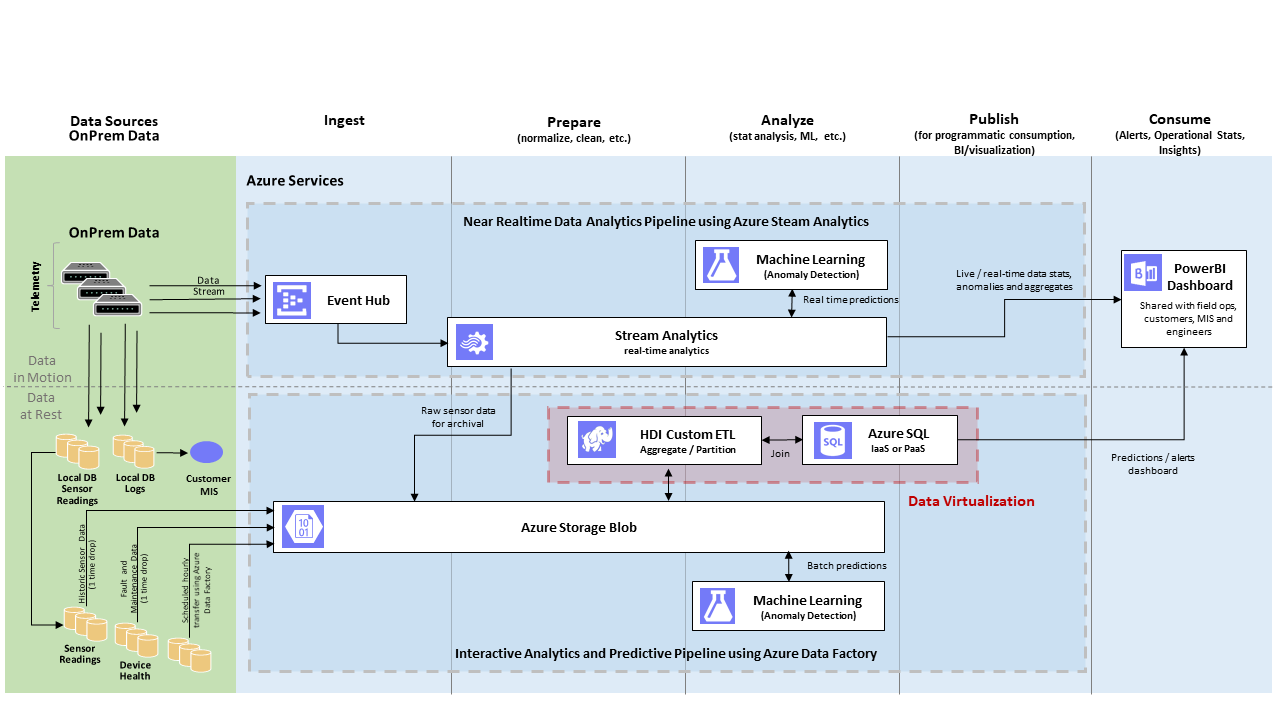 Data Sources
OnPrem Data
Ingest
Prepare
(normalize, clean, etc.)
Analyze
(stat analysis, ML, etc.)
Publish
(for programmatic consumption,
BI/visualization)
Consume
(Alerts, Operational Stats,
Insights)
Azure Services
Near Realtime Data Analytics Pipeline using Azure Steam Analytics
OnPrem Data
Telemetry
Data
Stream
Event Hub
Machine Learning
(Anomaly Detection)
Real time predictions
Stream Analytics
real-time analytics
Live / real-time data stats,
anomalies and aggregates
PowerBI
Dashboard
Shared with field ops,
customers, MIS and
engineers
Data
in Motion
Data
at Rest
Raw sensor data
for archival
HDI Custom ETL
Aggregate / Partition
Join
SQL
Azure SQL
IaaS or PaaS
Predictions / alerts
dashboard
Data Virtualization
Local DB
Sensor
Readings
Local DB
Logs
Customer
MIS
10
01
Azure Storage Blob
Batch predictions
Machine Learning
(Anomaly Detection)
Historic Sensor Data
(1 time drop)
Fault and
Maintenance Data
(1 time drop)
Scheduled hourly
transfer using Azure
Data Factory
Sensor
Readings
Device
Health
Interactive Analytics and Predictive Pipeline using Azure Data Factory